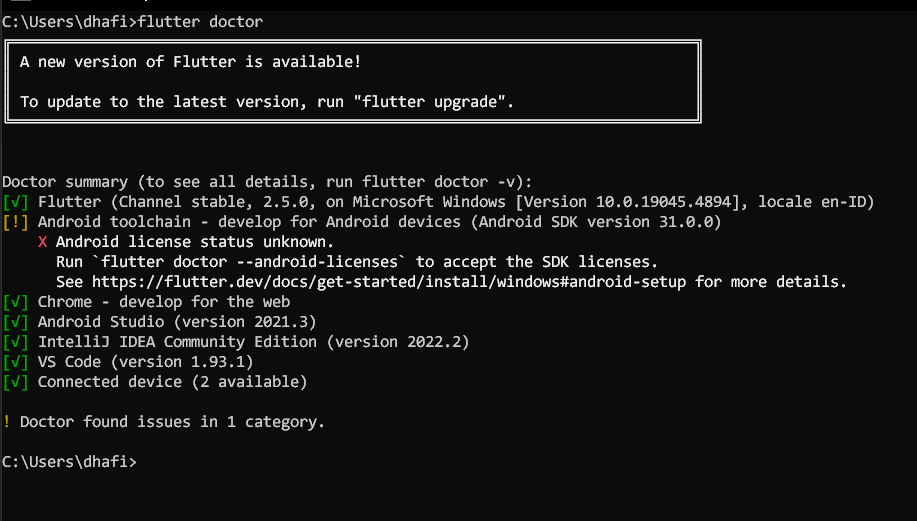 C:\Users\dhafi>flutter doctor
A new version of Flutter is available!
To update to the latest version, run "flutter upgrade".
Doctor summary (to see all details, run flutter doctor -v):
[√] Flutter (Channel stable, 2.5.0, on Microsoft Windows [Version 10.0.19045.4894], locale en-ID)
[!] Android toolchain - develop for Android devices (Android SDK version 31.0.0)
X Android license status unknown.
Run `flutter doctor --android-licenses` to accept the SDK licenses.
See https://flutter.dev/docs/get-started/install/windows#android-setup for more details.
[√] Chrome - develop for the web
[√] Android Studio (version 2021.3)
[√] IntelliJ IDEA Community Edition (version 2022.2)
[√] VS Code (version 1.93.1)
[√] Connected device (2 available)
! Doctor found issues in 1 category.
C:\Users\dhafi>